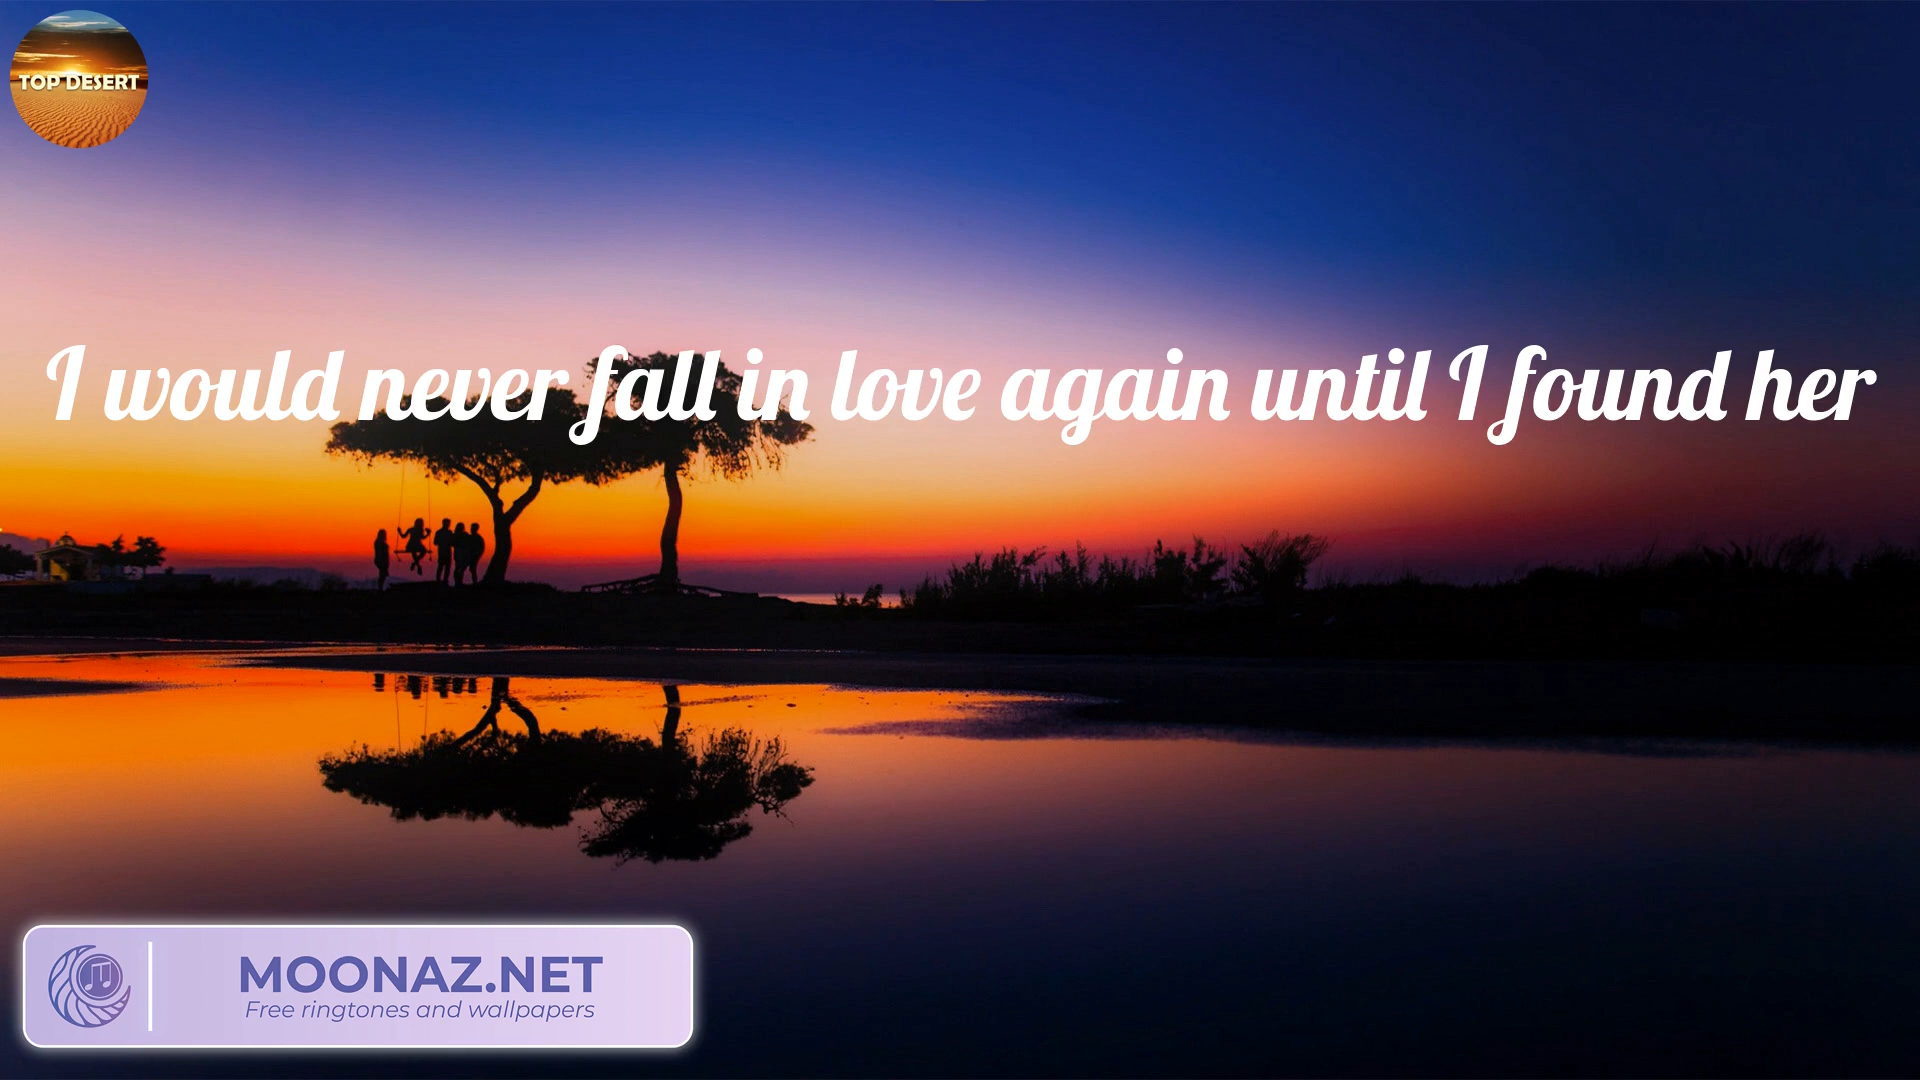 TOP DESERT
I would never fall in love again until I found her
MOONAZ.NET
Free ringtones and wallpapers